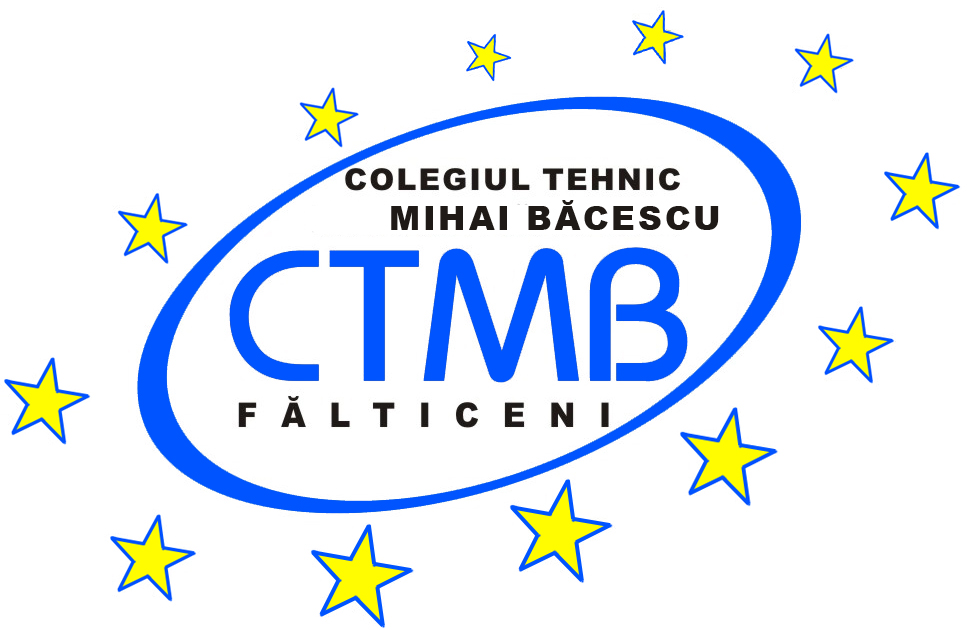 COLEGIUL TEHNIC
MIHAI BĂCESCU
CTMB
FĂLTICENI